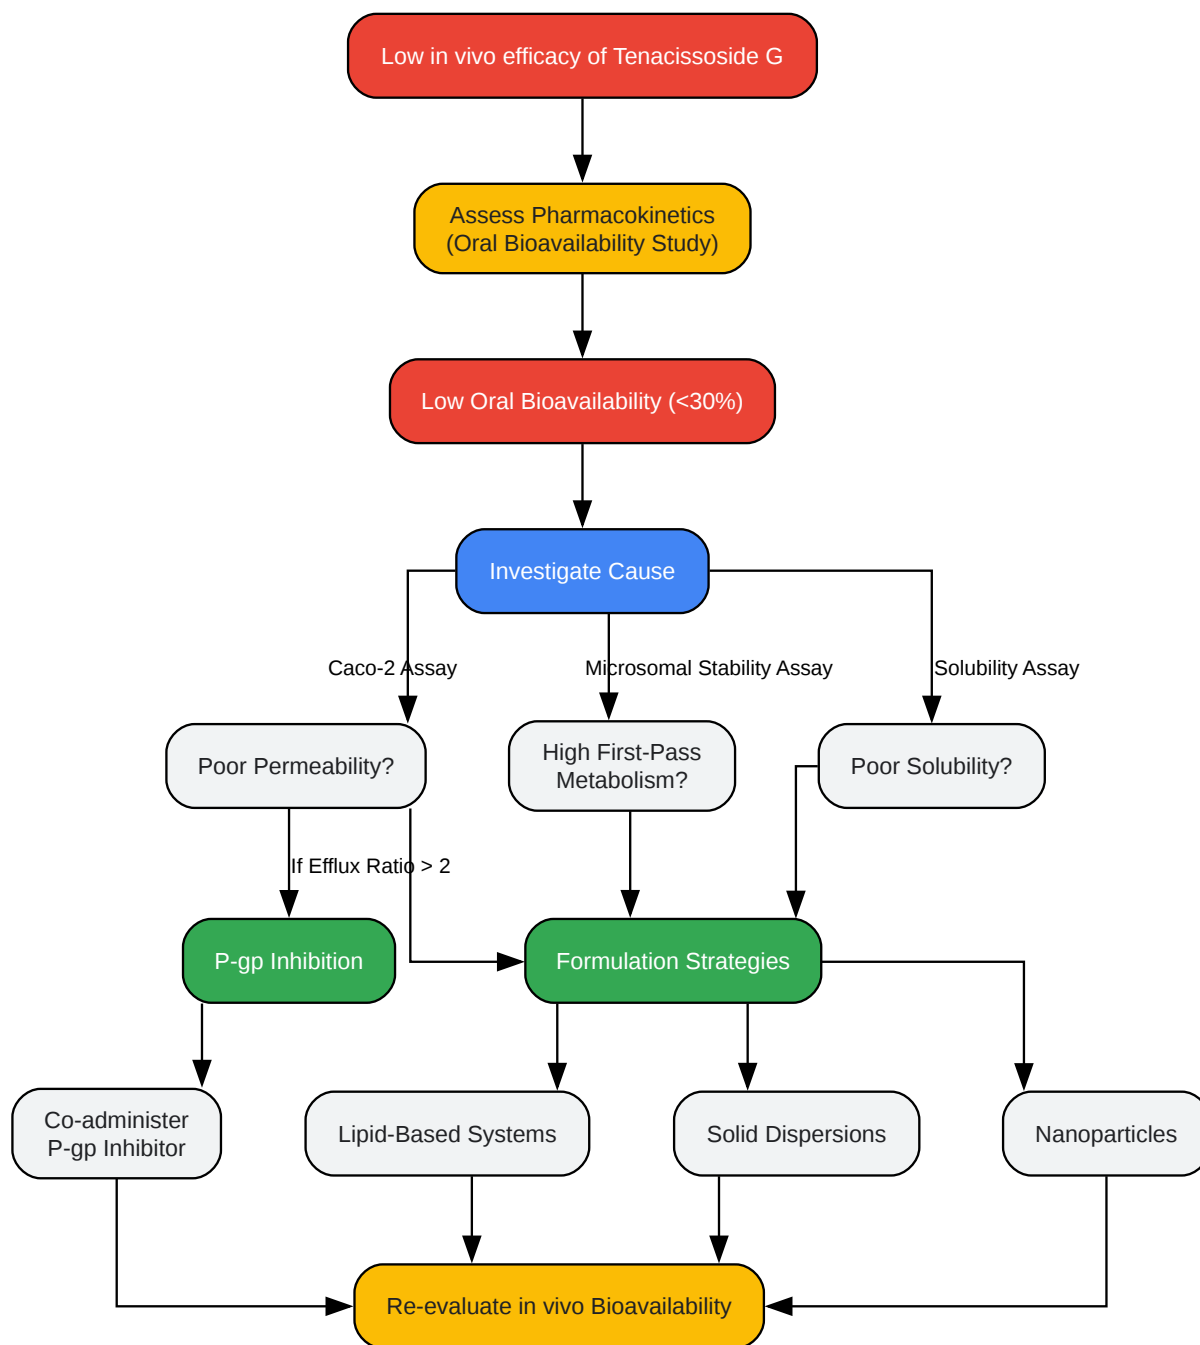 Low in vivo efficacy of Tenacissoside G
Assess Pharmacokinetics
(Oral Bioavailability Study)
Low Oral Bioavailability (<30%)
Investigate Cause
Caco-2 Assay
Microsomal Stability Assay
Solubility Assay
Poor Permeability?
High First-Pass
Metabolism?
Poor Solubility?
If Efflux Ratio > 2
P-gp Inhibition
Formulation Strategies
Co-administer
P-gp Inhibitor
Lipid-Based Systems
Solid Dispersions
Nanoparticles
Re-evaluate in vivo Bioavailability